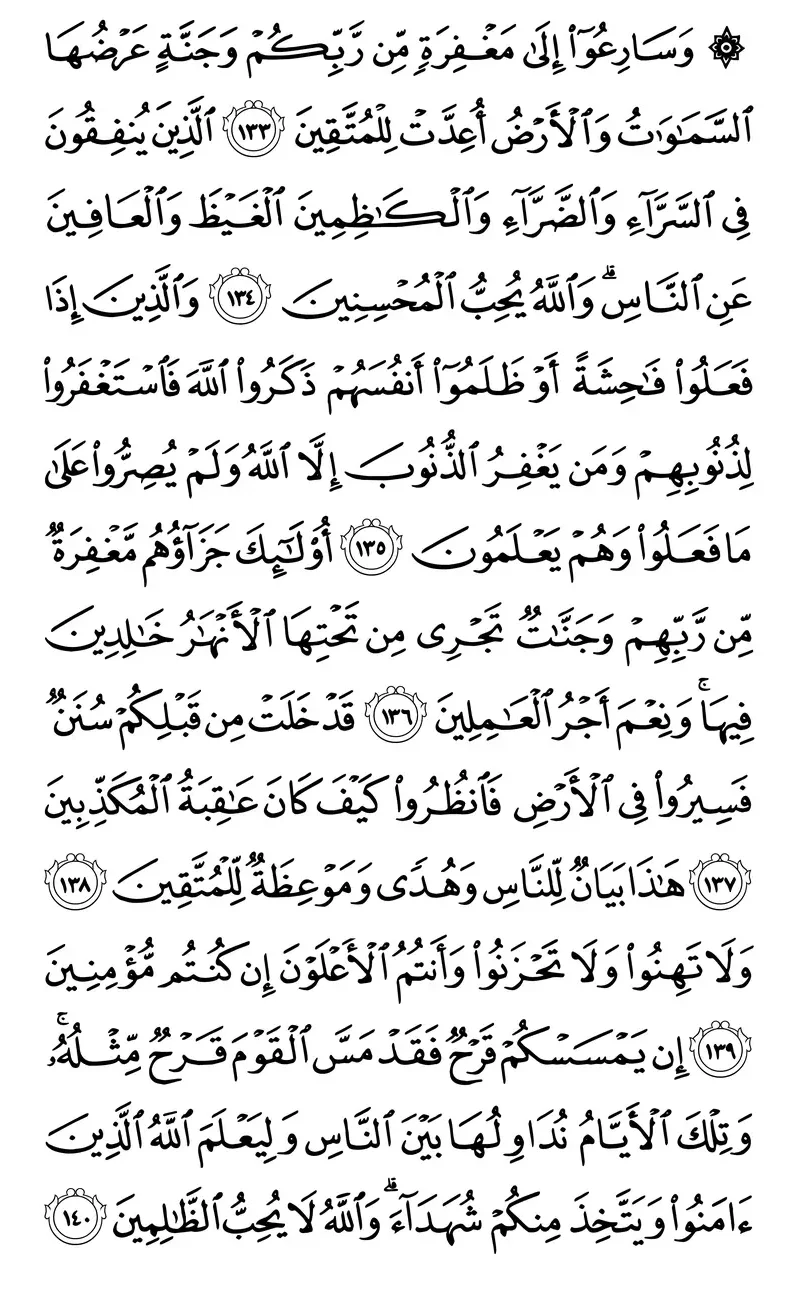 ۞ وَسَارِعُوٓا۟ إِلَىٰ مَغْفِرَةٍ مِّن رَّبِّكُمْ وَجَنَّةٍ عَرْضُهَا
ٱلسَّمَـٰوَٰتُ وَٱلْأَرْضُ أُعِدَّتْ لِلْمُتَّقِينَ ١٣٣ ٱلَّذِينَ يُنفِقُونَ
فِى ٱلسَّرَّآءِ وَٱلضَّرَّآءِ وَٱلْكَـٰظِمِينَ ٱلْغَيْظَ وَٱلْعَافِينَ
عَنِ ٱلنَّاسِ ۗ وَٱللَّهُ يُحِبُّ ٱلْمُحْسِنِينَ ١٣٤ وَٱلَّذِينَ إِذَا
فَعَلُوا۟ فَـٰحِشَةً أَوْ ظَلَمُوٓا۟ أَنفُسَهُمْ ذَكَرُوا۟ ٱللَّهَ فَٱسْتَغْفَرُوا۟
لِذُنُوبِهِمْ وَمَن يَغْفِرُ ٱلذُّنُوبَ إِلَّا ٱللَّهُ وَلَمْ يُصِرُّوا۟ عَلَىٰ
مَا فَعَلُوا۟ وَهُمْ يَعْلَمُونَ ١٣٥ أُو۟لَـٰٓئِكَ جَزَآؤُهُم مَّغْفِرَةٌ
مِّن رَّبِّهِمْ وَجَنَّـٰتٌ تَجْرِى مِن تَحْتِهَا ٱلْأَنْهَـٰرُ خَـٰلِدِينَ
فِيهَا ۚ وَنِعْمَ أَجْرُ ٱلْعَـٰمِلِينَ ١٣٦ قَدْ خَلَتْ مِن قَبْلِكُمْ سُنَنٌ
فَسِيرُوا۟ فِى ٱلْأَرْضِ فَٱنظُرُوا۟ كَيْفَ كَانَ عَـٰقِبَةُ ٱلْمُكَذِّبِينَ
١٣٧ هَـٰذَا بَيَانٌ لِّلنَّاسِ وَهُدًى وَمَوْعِظَةٌ لِّلْمُتَّقِينَ ١٣٨
وَلَا تَهِنُوا۟ وَلَا تَحْزَنُوا۟ وَأَنتُمُ ٱلْأَعْلَوْنَ إِن كُنتُم مُّؤْمِنِينَ
١٣٩ إِن يَمْسَسْكُمْ قَرْحٌ فَقَدْ مَسَّ ٱلْقَوْمَ قَرْحٌ مِّثْلُهُۥ ۚ
وَتِلْكَ ٱلْأَيَّامُ نُدَاوِلُهَا بَيْنَ ٱلنَّاسِ وَلِيَعْلَمَ ٱللَّهُ ٱلَّذِينَ
ءَامَنُوا۟ وَيَتَّخِذَ مِنكُمْ شُهَدَآءَ ۗ وَٱللَّهُ لَا يُحِبُّ ٱلظَّـٰلِمِينَ ١٤٠